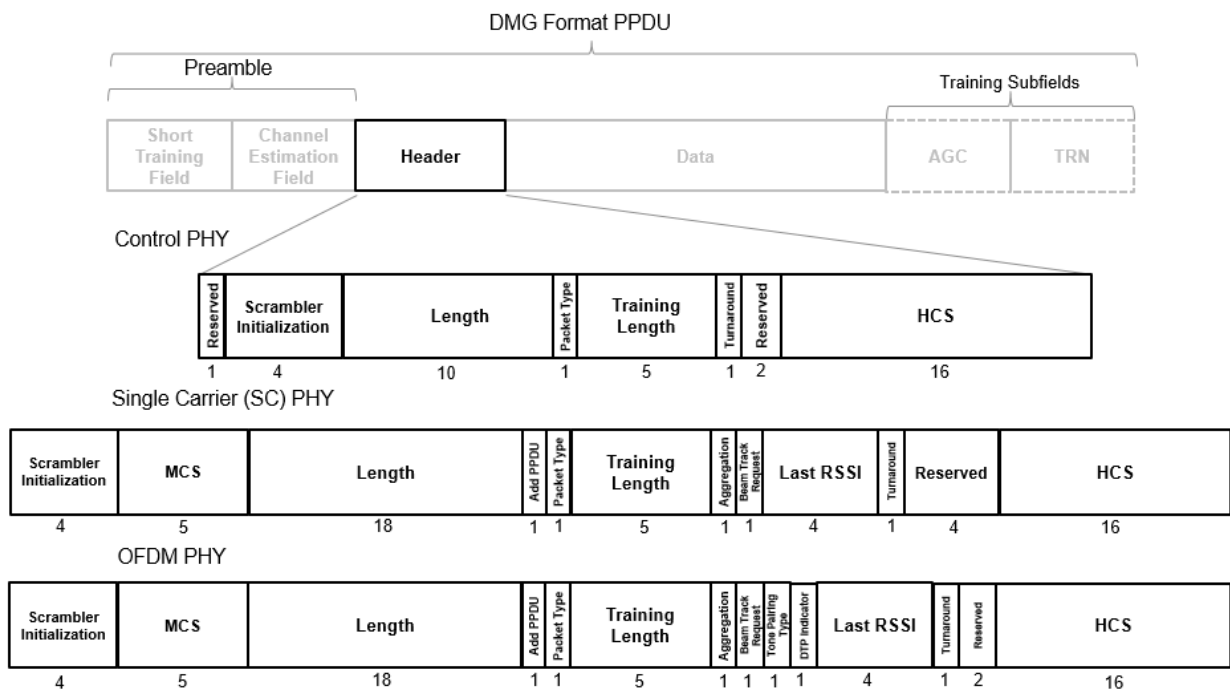 DMG Format PPDU
Preamble
Training Subfields
Short
Training
Field
Channel
Estimation
Field
Header
Data
AGC
TRN
Control PHY
Reserved
Scrambler
Initialization
Length
Packet Type
Training
Length
Turnaround
Reserved
HCS
1 4 10 1 5 1 2 16
Single Carrier (SC) PHY
Scrambler
Initialization
MCS
Length
Add PPDU
Packet Type
Training
Length
Aggregation
Beam Track
Request
Last RSSI
Turnaround
Reserved
HCS
4 5 18 1 1 5 1 1 4 1 4 16
OFDM PHY
Scrambler
Initialization
MCS
Length
Add PPDU
Packet Type
Training
Length
Aggregation
Beam Track
Request
Tone Pairing
Type
DTP Indicator
Last RSSI
Turnaround
Reserved
HCS
4 5 18 1 1 5 1 1 1 1 4 1 2 16